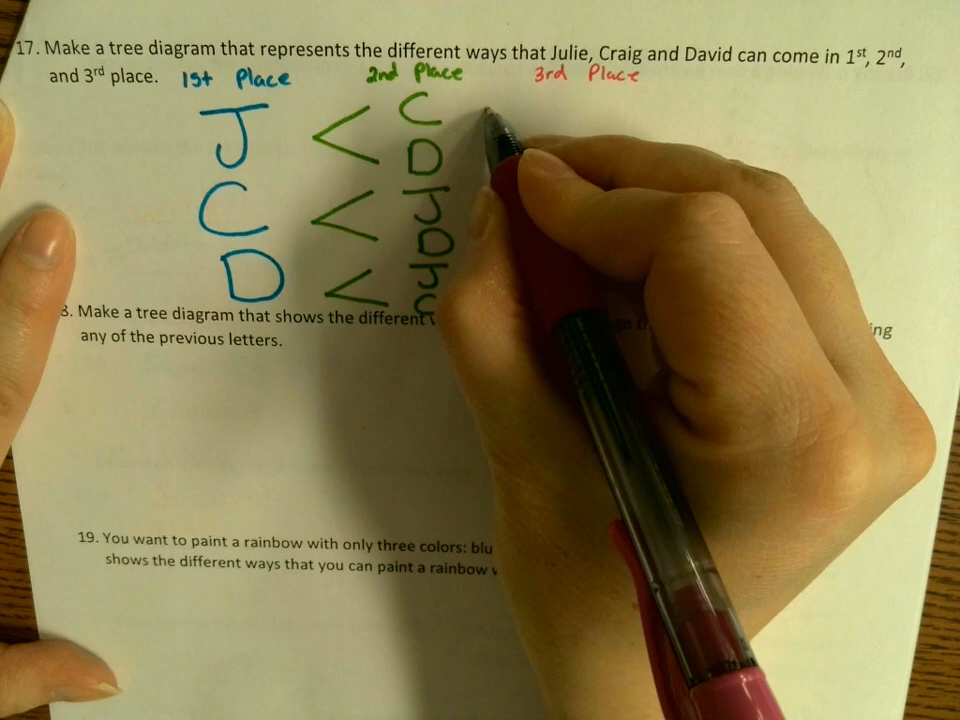 17. Make a tree diagram that represents the different ways that Julie, Craig and David can come in 1st, 2nd,
and 3rd place.
1st Place 2nd Place 3rd Place
J < C
D
C < J
D
D < J
C
8. Make a tree diagram that shows the different
ing
any of the previous letters.
19. You want to paint a rainbow with only three colors: blu
shows the different ways that you can paint a rainbow